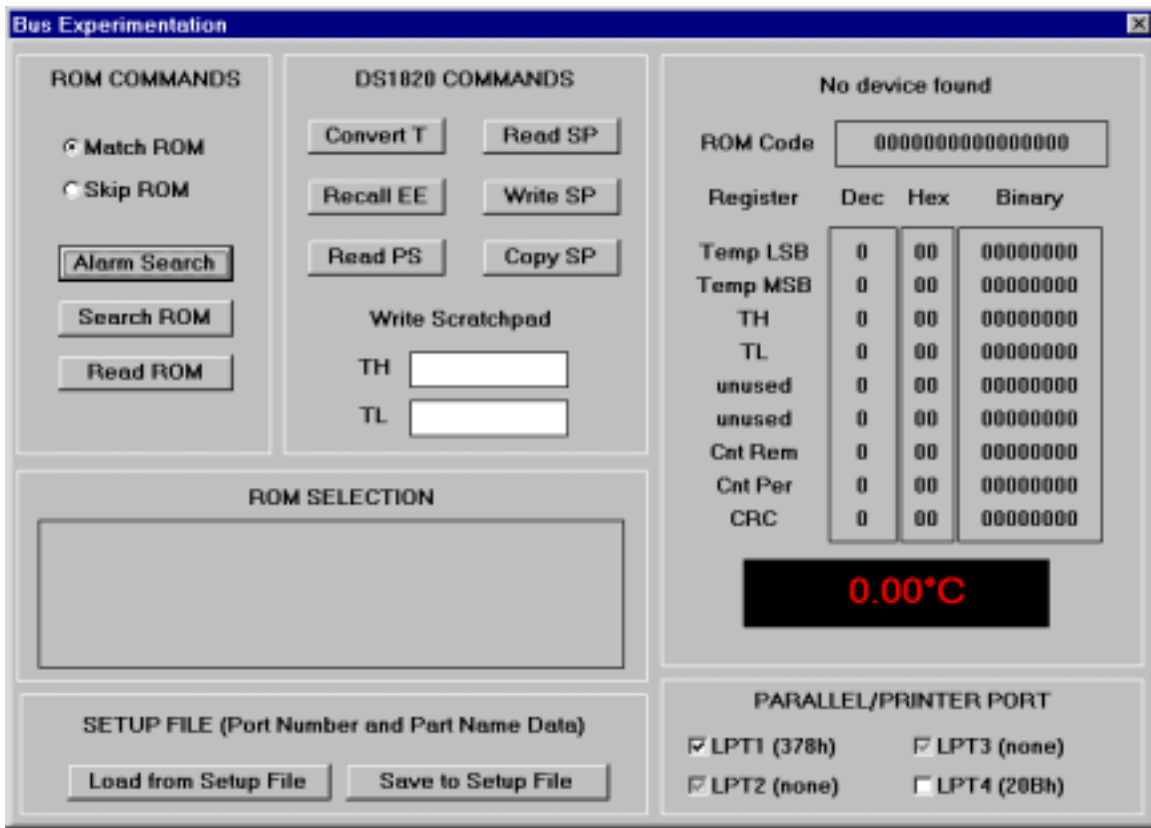 Bus Experimentation
ROM COMMANDS
Match ROM
Skip ROM
Alarm Search
Search ROM
Read ROM
DS1820 COMMANDS
Convert T Read SP
Recall EE Write SP
Read PS Copy SP
Write Scratchpad
TH
TL
No device found
ROM Code 0000000000000000
Register Dec Hex Binary
Temp LSB 0 00 00000000
Temp MSB 0 00 00000000
TH 0 00 00000000
TL 0 00 00000000
unused 0 00 00000000
unused 0 00 00000000
Cnt Rem 0 00 00000000
Cnt Per 0 00 00000000
CRC 0 00 00000000
0.00°C
ROM SELECTION
SETUP FILE (Port Number and Part Name Data)
Load from Setup File Save to Setup File
PARALLEL/PRINTER PORT
LPT1 (378h) LPT3 (none)
LPT2 (none) LPT4 (20Bh)